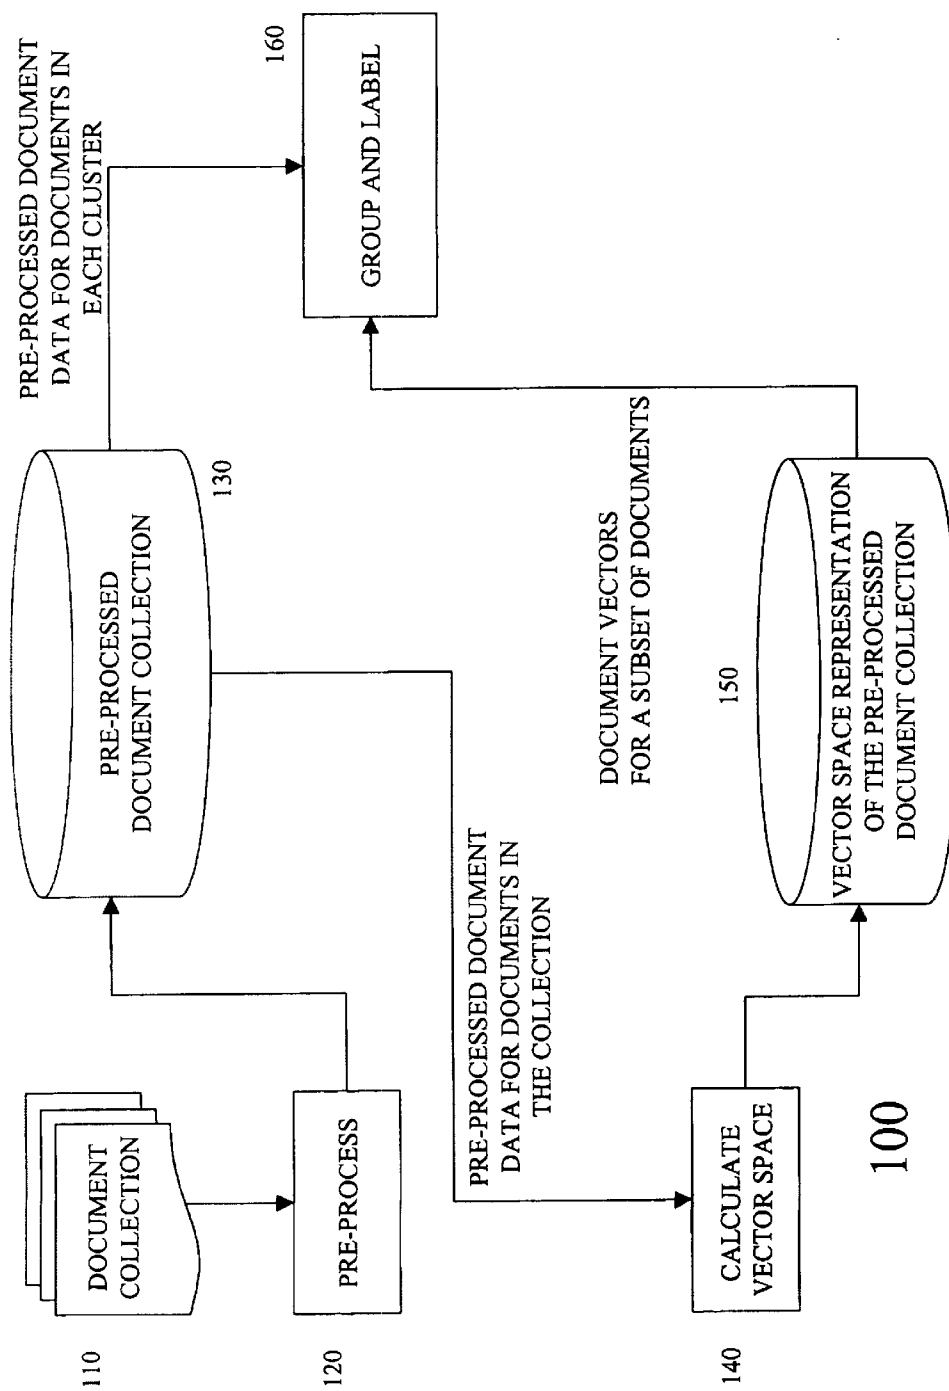 110
DOCUMENT
COLLECTION
120
PRE-PROCESS
PRE-PROCESSED
DOCUMENT COLLECTION
130
PRE-PROCESSED DOCUMENT
DATA FOR DOCUMENTS IN
EACH CLUSTER
160
GROUP AND LABEL
PRE-PROCESSED DOCUMENT
DATA FOR DOCUMENTS IN
THE COLLECTION
DOCUMENT VECTORS
FOR A SUBSET OF DOCUMENTS
140
CALCULATE
VECTOR SPACE
150
VECTOR SPACE REPRESENTATION
OF THE PRE-PROCESSED
DOCUMENT COLLECTION
100